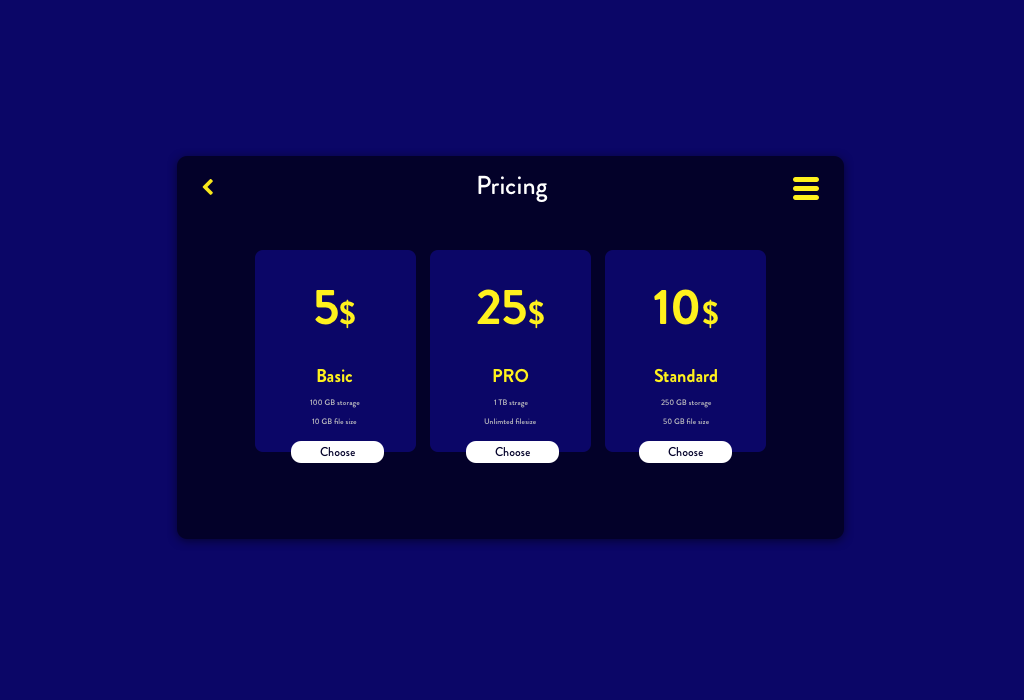 Pricing
5$
Basic
100 GB storage
10 GB file size
Choose
25$
PRO
1 TB strage
Unlimted filesize
Choose
10$
Standard
250 GB storage
50 GB file size
Choose